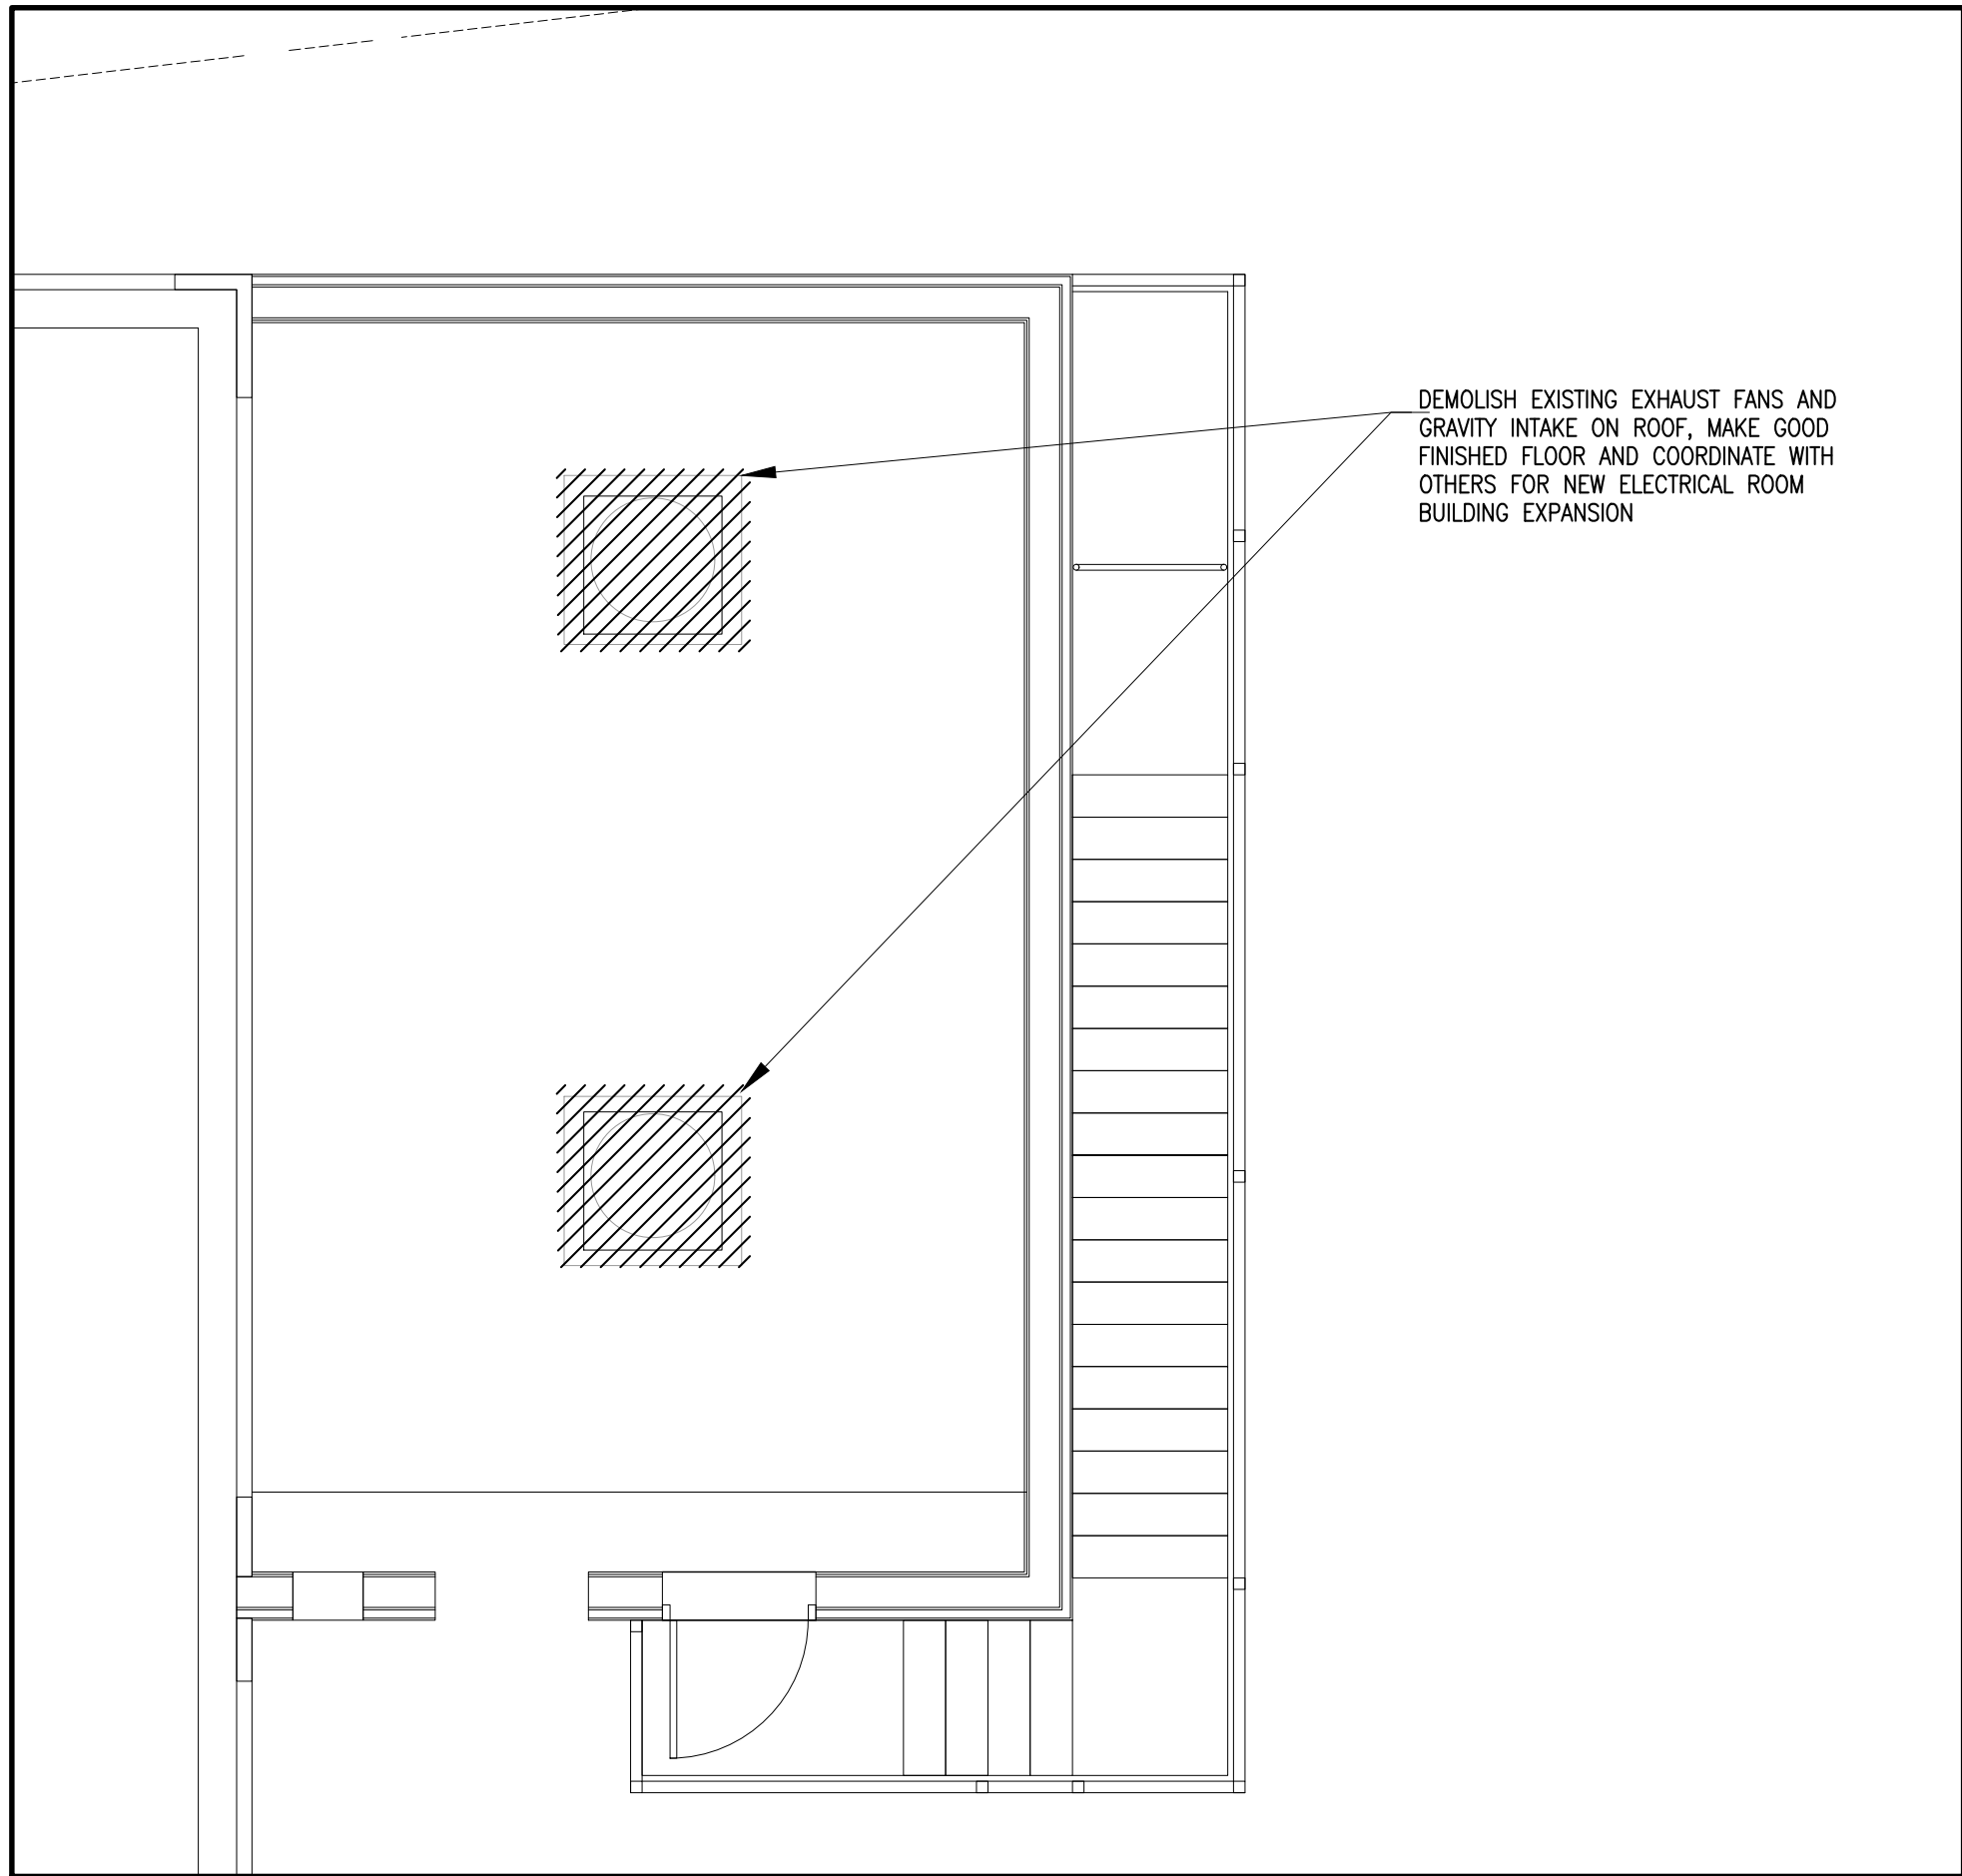 DEMOLISH EXISTING EXHAUST FANS AND
GRAVITY INTAKE ON ROOF, MAKE GOOD
FINISHED FLOOR AND COORDINATE WITH
OTHERS FOR NEW ELECTRICAL ROOM
BUILDING EXPANSION